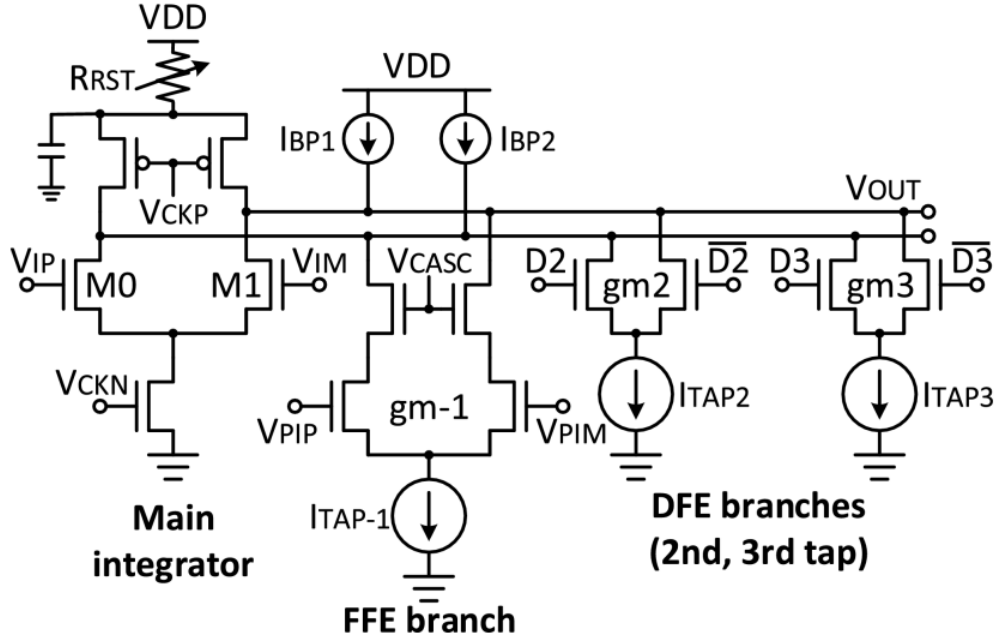 VDD
RRST
VDD
IBP1
IBP2
VCKP
VOUT
VIP
M0
M1
VIM
VCASC
D2
gm2
D2
D3
gm3
D3
VCKN
VPIP
gm-1
VPIM
ITAP2
ITAP3
ITAP-1
Main
integrator
FFE branch
DFE branches
(2nd, 3rd tap)